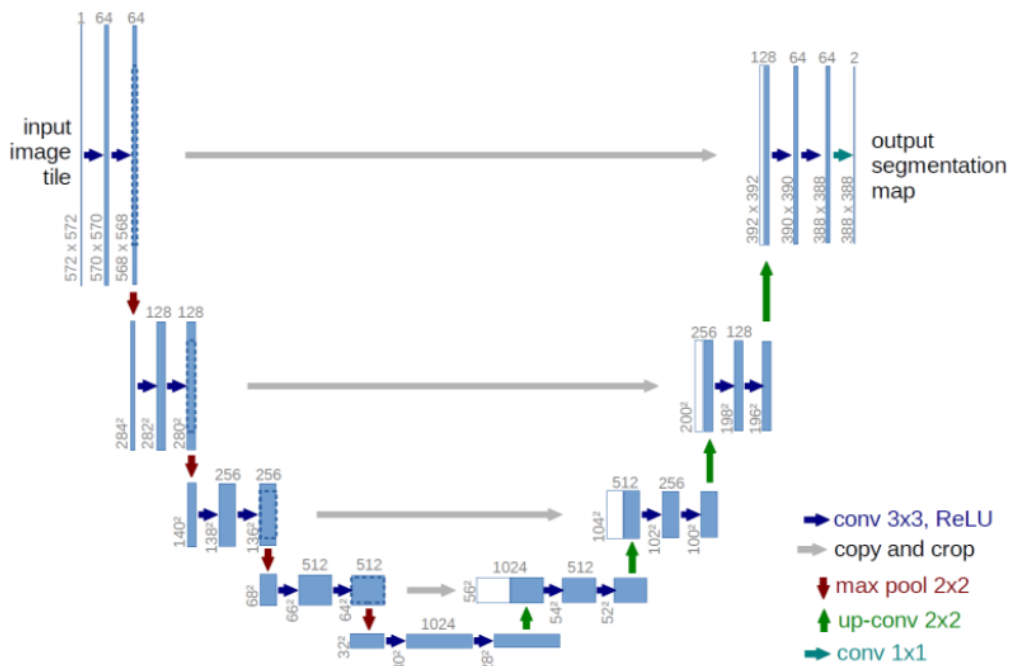 1 64 64
128 64 64 2
input
image
tile
572 x 572
570 x 570
568 x 568
392 x 392
390 x 390
388 x 388
388 x 388
output
segmentation
map
128 128
256 128
284²
282²
280²
200²
198²
196²
256 256
512 256
140²
138²
136²
104²
102²
100²
512 512
1024 512
68²
66²
64²
56²
54²
52²
1024
32²
conv 3x3, ReLU
copy and crop
max pool 2x2
up-conv 2x2
conv 1x1